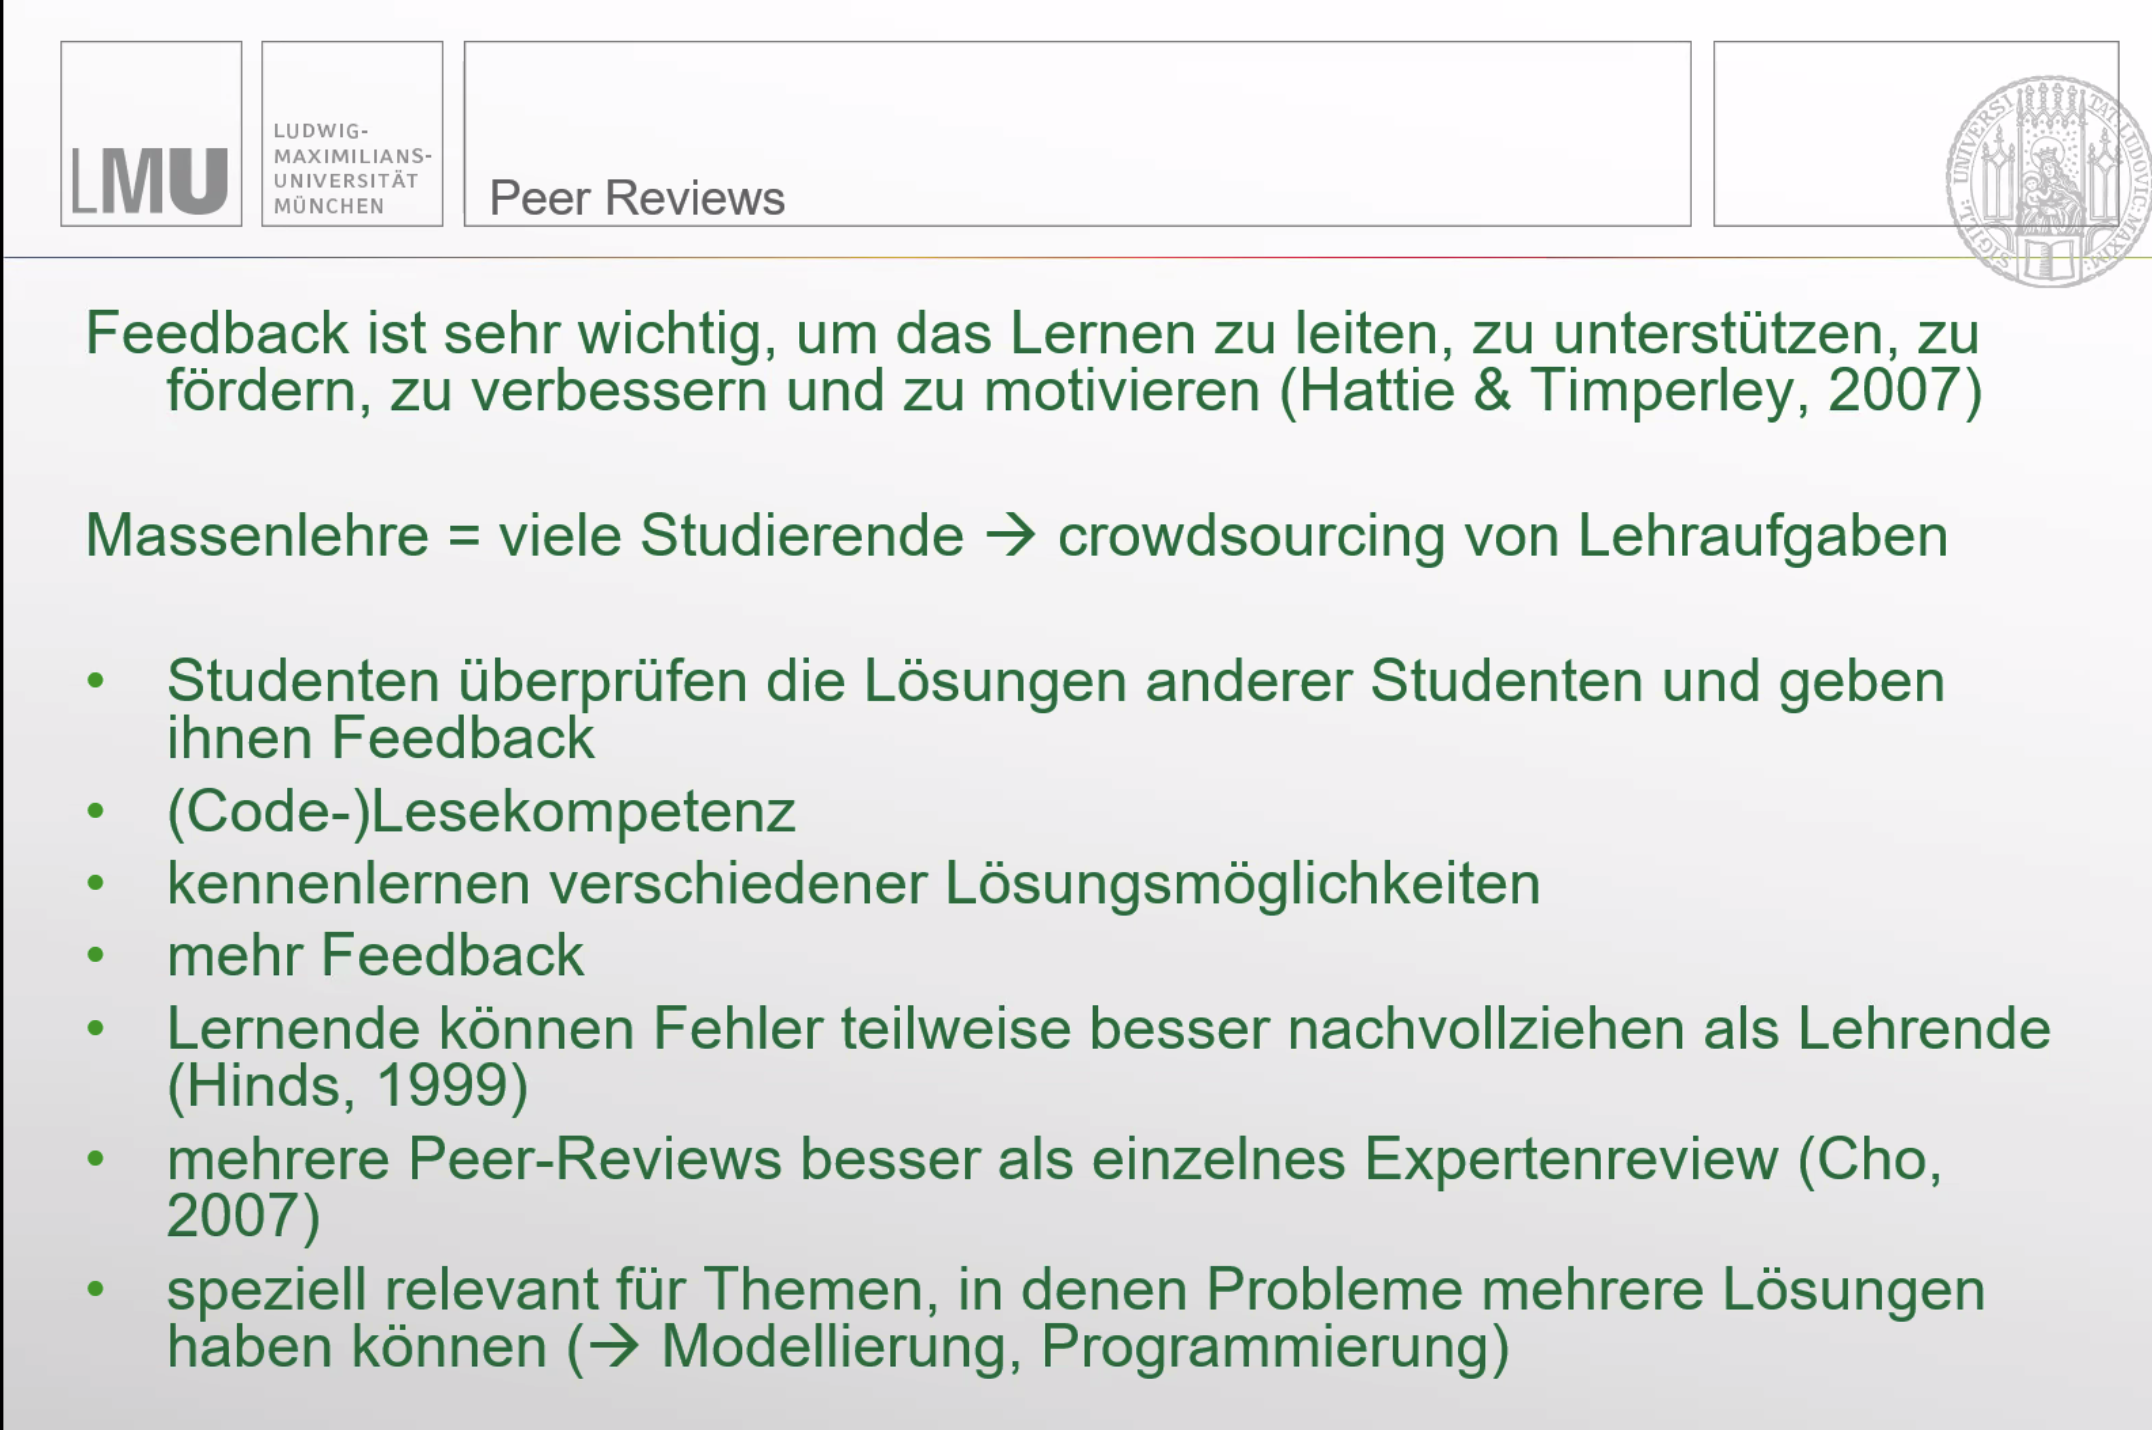 LMU
LUDWIG-
MAXIMILIANS-
UNIVERSITÄT
MÜNCHEN
Peer Reviews
UNIVERSITAT·LUDOVIC·MAXIM·SIGILL·
Feedback ist sehr wichtig, um das Lernen zu leiten, zu unterstützen, zu
fördern, zu verbessern und zu motivieren (Hattie & Timperley, 2007)
Massenlehre = viele Studierende → crowdsourcing von Lehraufgaben
• Studenten überprüfen die Lösungen anderer Studenten und geben
ihnen Feedback
• (Code-)Lesekompetenz
• kennenlernen verschiedener Lösungsmöglichkeiten
• mehr Feedback
• Lernende können Fehler teilweise besser nachvollziehen als Lehrende
(Hinds, 1999)
• mehrere Peer-Reviews besser als einzelnes Expertenreview (Cho,
2007)
• speziell relevant für Themen, in denen Probleme mehrere Lösungen
haben können (→ Modellierung, Programmierung)